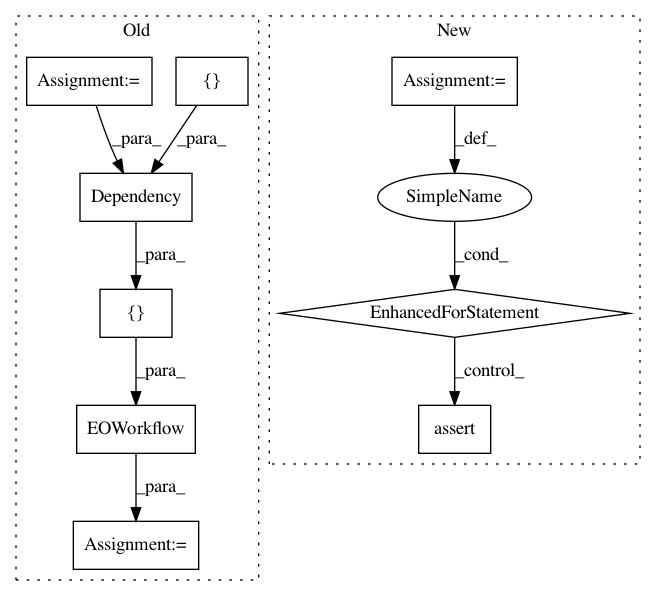 Old
New
Assignment:=
{}
Assignment:=
_para_
_para_
_def_
Dependency
SimpleName
_para_
_cond_
{}
EnhancedForStatement
_para_
_control_
EOWorkflow
assert
_para_
Assignment:=